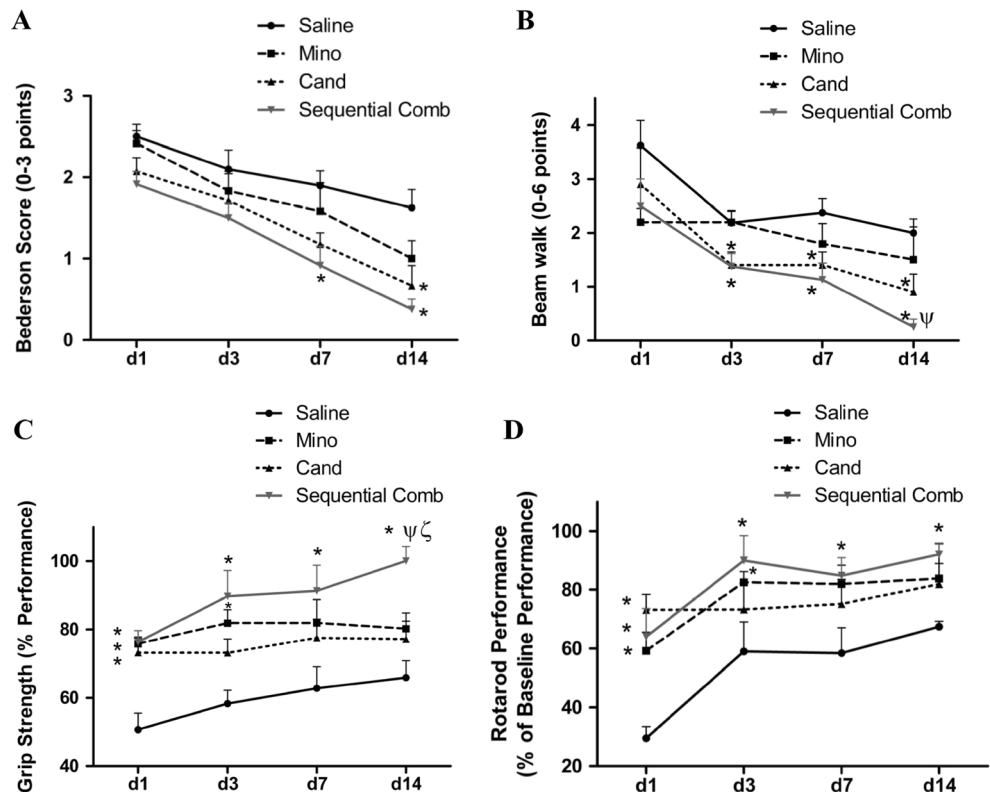 A
Saline
Mino
Cand
Sequential Comb
Bederson Score (0-3 points)
3
2
1
0
*
*
*
d1 d3 d7 d14
B
Saline
Mino
Cand
Sequential Comb
Beam walk (0-6 points)
4
3
2
1
0
*
*
*
*
*
* ψ
d1 d3 d7 d14
C
Saline
Mino
Cand
Sequential Comb
Grip Strength (% Performance)
100
80
60
40
*
*
*
*
*
*
* ψζ
d1 d3 d7 d14
D
Saline
Mino
Cand
Sequential Comb
Rotarod Performance
(% of Baseline Performance)
100
80
60
40
20
*
*
*
*
*
*
*
d1 d3 d7 d14